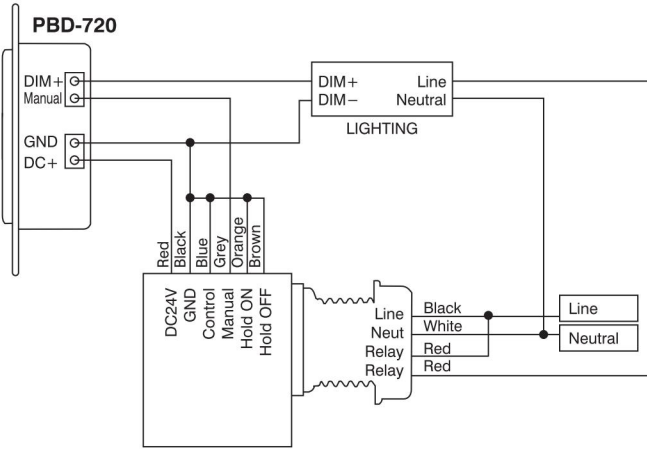 PBD-720
DIM+
Manual
GND
DC+
DIM+ Line
DIM− Neutral
LIGHTING
Red
Black
Blue
Grey
Orange
Brown
DC24V
GND
Control
Manual
Hold ON
Hold OFF
Line Black
Neut White
Relay Red
Relay Red
Line
Neutral